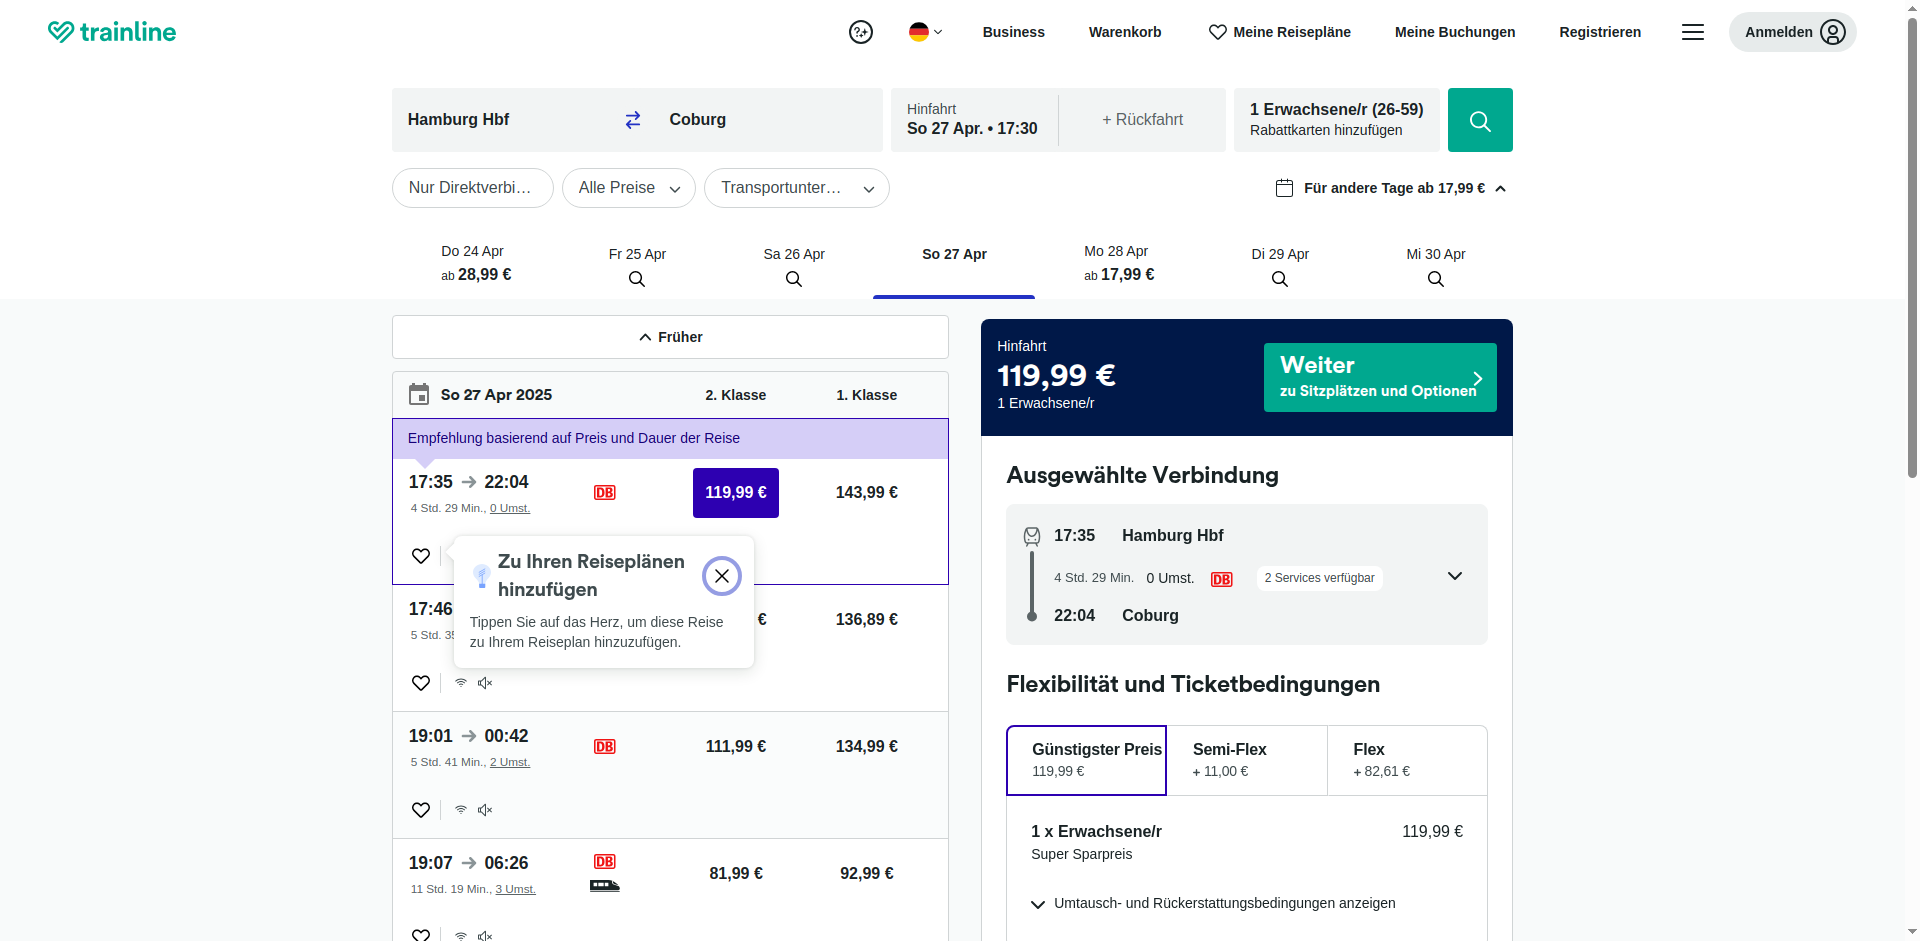 trainline
Business
Warenkorb
Meine Reisepläne
Meine Buchungen
Registrieren
Anmelden
Hamburg Hbf
Coburg
Hinfahrt
So 27 Apr. • 17:30
+ Rückfahrt
1 Erwachsene/r (26-59)
Rabattkarten hinzufügen
Nur Direktverbi…
Alle Preise
Transportunter…
Für andere Tage ab 17,99 €
Do 24 Apr
ab 28,99 €
Fr 25 Apr
Sa 26 Apr
So 27 Apr
Mo 28 Apr
ab 17,99 €
Di 29 Apr
Mi 30 Apr
Früher
So 27 Apr 2025
2. Klasse
1. Klasse
Empfehlung basierend auf Preis und Dauer der Reise
17:35 → 22:04
DB
119,99 €
143,99 €
4 Std. 29 Min., 0 Umst.
Zu Ihren Reiseplänen
hinzufügen
Tippen Sie auf das Herz, um diese Reise
zu Ihrem Reiseplan hinzuzufügen.
17:46
€
136,89 €
5 Std.
19:01 → 00:42
DB
111,99 €
134,99 €
5 Std. 41 Min., 2 Umst.
19:07 → 06:26
DB
81,99 €
92,99 €
11 Std. 19 Min., 3 Umst.
Hinfahrt
119,99 €
1 Erwachsene/r
Weiter
zu Sitzplätzen und Optionen
Ausgewählte Verbindung
17:35 Hamburg Hbf
4 Std. 29 Min. 0 Umst. DB 2 Services verfügbar
22:04 Coburg
Flexibilität und Ticketbedingungen
Günstigster Preis
119,99 €
Semi-Flex
+ 11,00 €
Flex
+ 82,61 €
1 x Erwachsene/r
119,99 €
Super Sparpreis
Umtausch- und Rückerstattungsbedingungen anzeigen